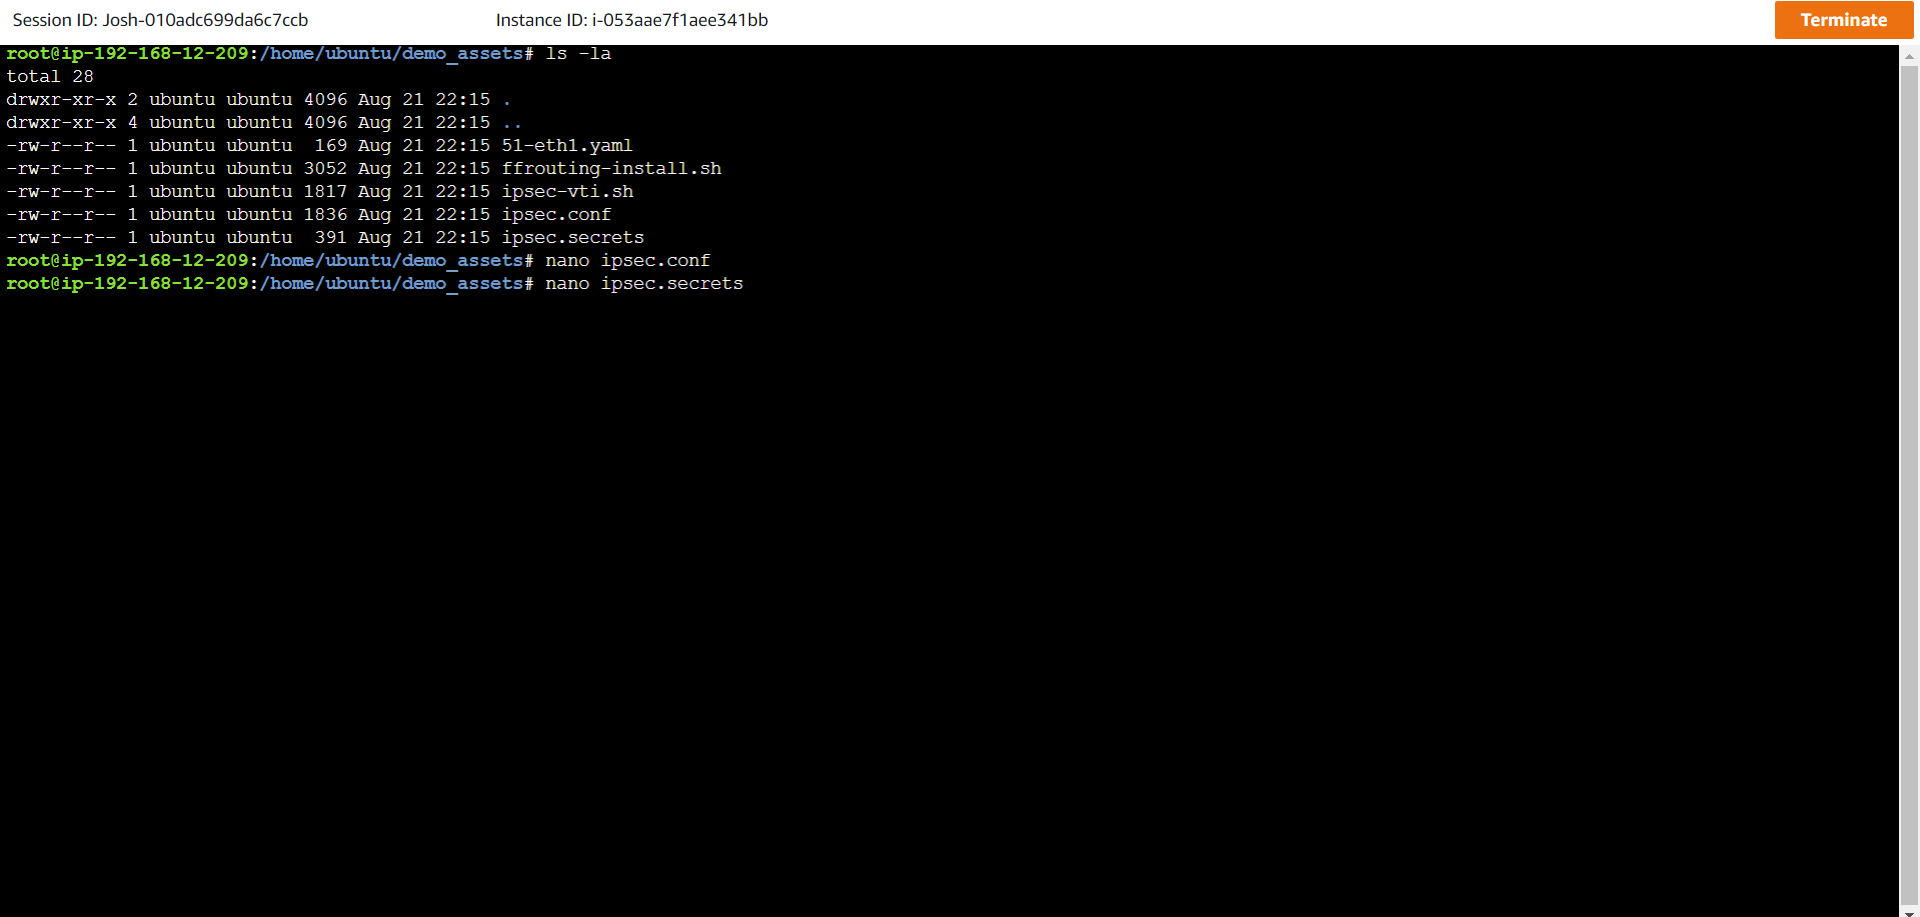 Session ID: Josh-010adc699da6c7ccb Instance ID: i-053aae7f1aee341bb Terminate
root@ip-192-168-12-209:/home/ubuntu/demo_assets# ls -la
total 28
drwxr-xr-x 2 ubuntu ubuntu 4096 Aug 21 22:15 .
drwxr-xr-x 4 ubuntu ubuntu 4096 Aug 21 22:15 ..
-rw-r--r-- 1 ubuntu ubuntu  169 Aug 21 22:15 51-eth1.yaml
-rw-r--r-- 1 ubuntu ubuntu 3052 Aug 21 22:15 ffrouting-install.sh
-rw-r--r-- 1 ubuntu ubuntu 1817 Aug 21 22:15 ipsec-vti.sh
-rw-r--r-- 1 ubuntu ubuntu 1836 Aug 21 22:15 ipsec.conf
-rw-r--r-- 1 ubuntu ubuntu  391 Aug 21 22:15 ipsec.secrets
root@ip-192-168-12-209:/home/ubuntu/demo_assets# nano ipsec.conf
root@ip-192-168-12-209:/home/ubuntu/demo_assets# nano ipsec.secrets